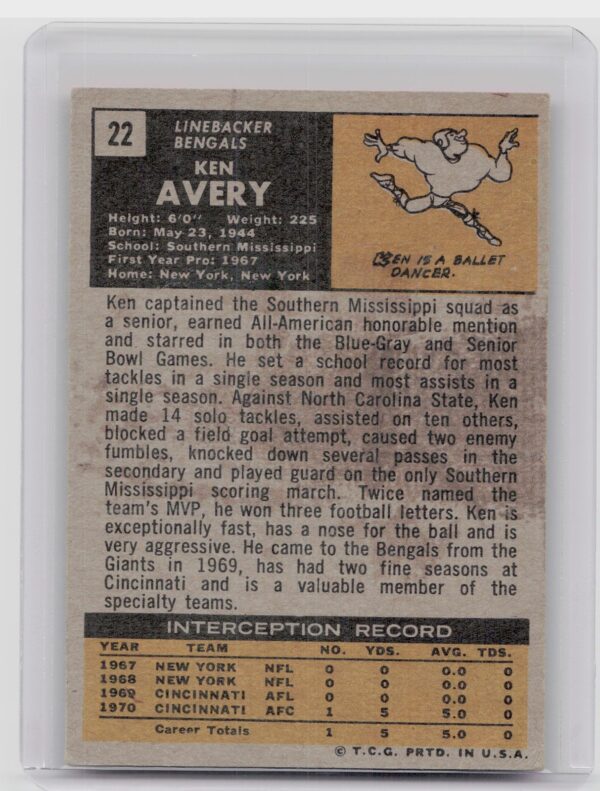 22
LINEBACKER
BENGALS
KEN
AVERY
Height: 6'0" Weight: 225
Born: May 23, 1944
School: Southern Mississippi
First Year Pro: 1967
Home: New York, New York
KEN IS A BALLET
DANCER.
Ken captained the Southern Mississippi squad as
a senior, earned All-American honorable mention
and starred in both the Blue-Gray and Senior
Bowl Games. He set a school record for most
tackles in a single season and most assists in a
single season. Against North Carolina State, Ken
made 14 solo tackles, assisted on ten others,
blocked a field goal attempt, caused two enemy
fumbles, knocked down several passes in the
secondary and played guard on the only Southern
Mississippi scoring march. Twice named the
team's MVP, he won three football letters. Ken is
exceptionally fast, has a nose for the ball and is
very aggressive. He came to the Bengals from the
Giants in 1969, has had two fine seasons at
Cincinnati and is a valuable member of the
specialty teams.
INTERCEPTION RECORD
YEAR TEAM NO. YDS. AVG. TDS.
1967 NEW YORK NFL 0 0 0.0 0
1968 NEW YORK NFL 0 0 0.0 0
1969 CINCINNATI AFL 0 0 0.0 0
1970 CINCINNATI AFC 1 5 5.0 0
Career Totals 1 5 5.0 0
© T.C.G. PRTD. IN U.S.A.